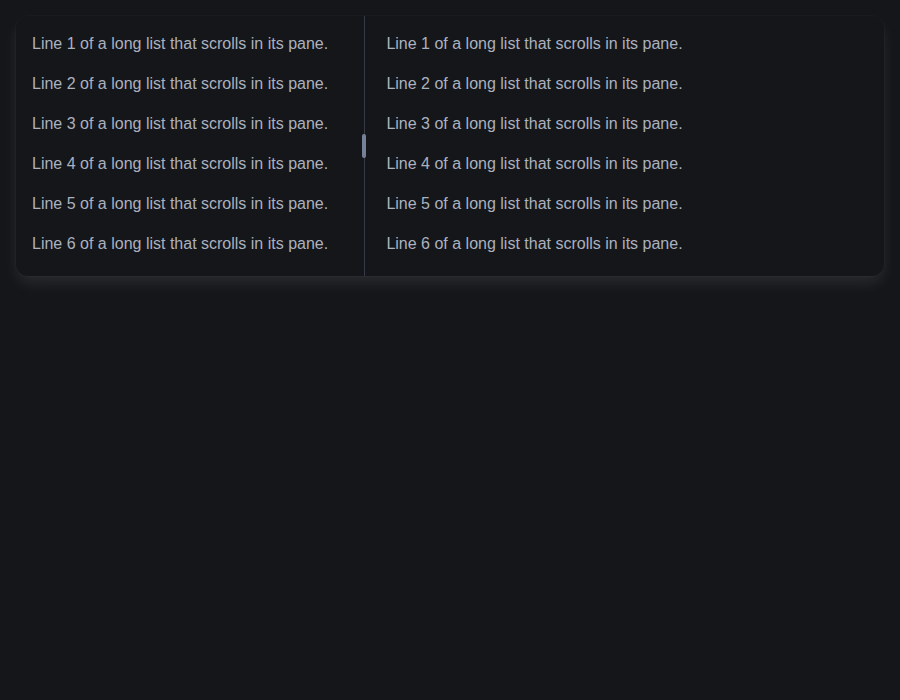 Line 1 of a long list that scrolls in its pane.
Line 2 of a long list that scrolls in its pane.
Line 3 of a long list that scrolls in its pane.
Line 4 of a long list that scrolls in its pane.
Line 5 of a long list that scrolls in its pane.
Line 6 of a long list that scrolls in its pane.
Line 1 of a long list that scrolls in its pane.
Line 2 of a long list that scrolls in its pane.
Line 3 of a long list that scrolls in its pane.
Line 4 of a long list that scrolls in its pane.
Line 5 of a long list that scrolls in its pane.
Line 6 of a long list that scrolls in its pane.